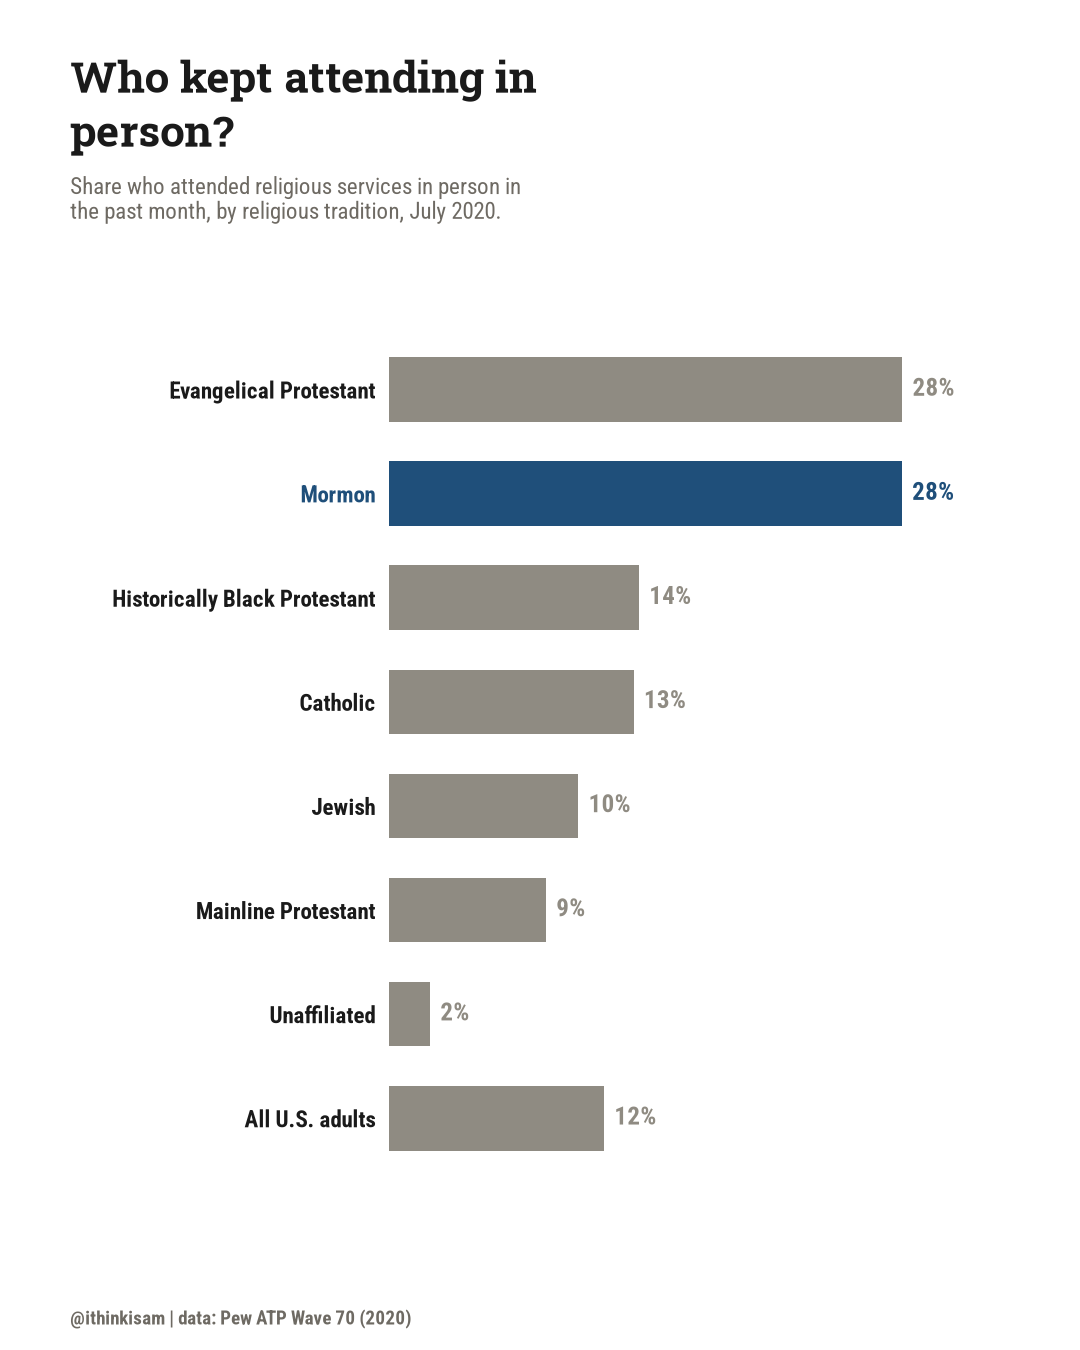 Who kept attending in
person?
Share who attended religious services in person in
the past month, by religious tradition, July 2020.
Evangelical Protestant 28%
Mormon 28%
Historically Black Protestant 14%
Catholic 13%
Jewish 10%
Mainline Protestant 9%
Unaffiliated 2%
All U.S. adults 12%
@ithinkisam | data: Pew ATP Wave 70 (2020)